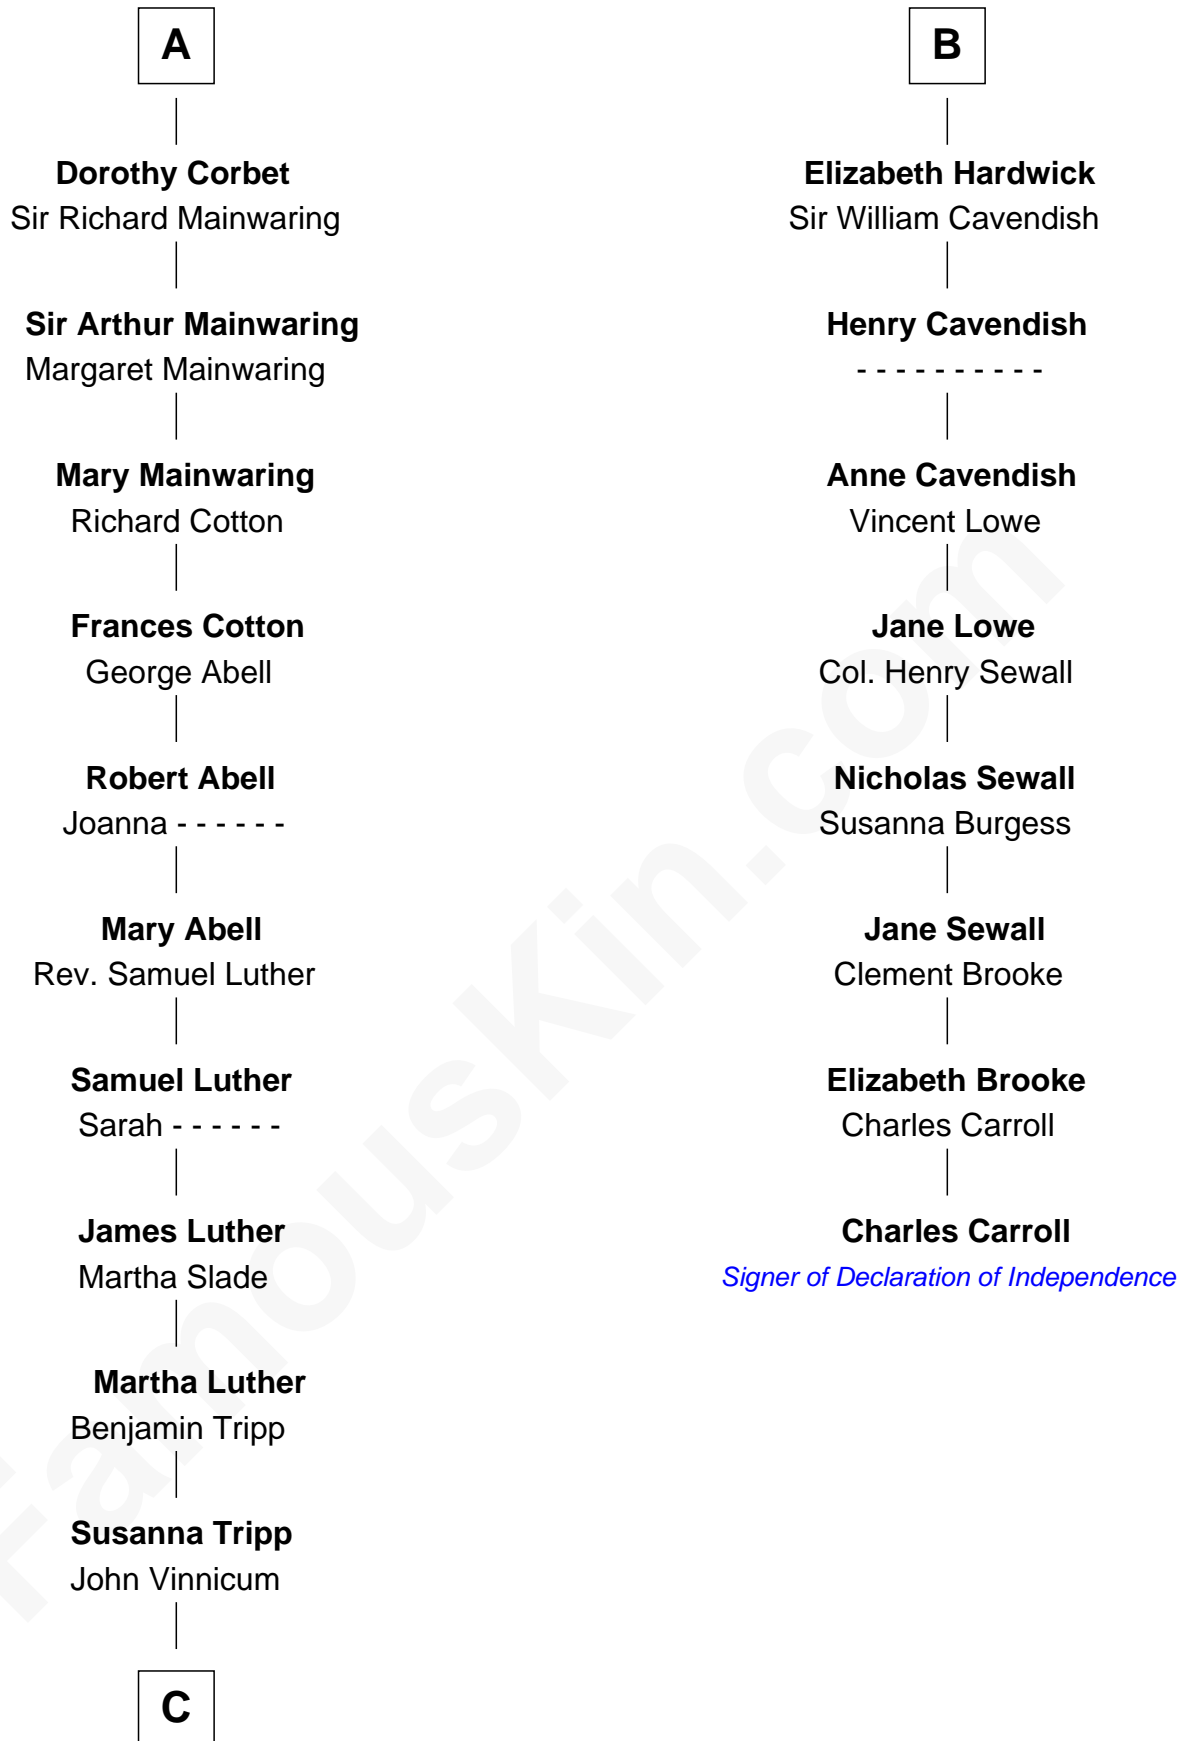 A
Dorothy Corbet
Sir Richard Mainwaring
Sir Arthur Mainwaring
Margaret Mainwaring
Mary Mainwaring
Richard Cotton
Frances Cotton
George Abell
Robert Abell
Joanna - - - - - -
Mary Abell
Rev. Samuel Luther
Samuel Luther
Sarah - - - - - -
James Luther
Martha Slade
Martha Luther
Benjamin Tripp
Susanna Tripp
John Vinnicum
C
B
Elizabeth Hardwick
Sir William Cavendish
Henry Cavendish
- - - - - - - - - -
Anne Cavendish
Vincent Lowe
Jane Lowe
Col. Henry Sewall
Nicholas Sewall
Susanna Burgess
Jane Sewall
Clement Brooke
Elizabeth Brooke
Charles Carroll
Charles Carroll
Signer of Declaration of Independence
FamousKin.com